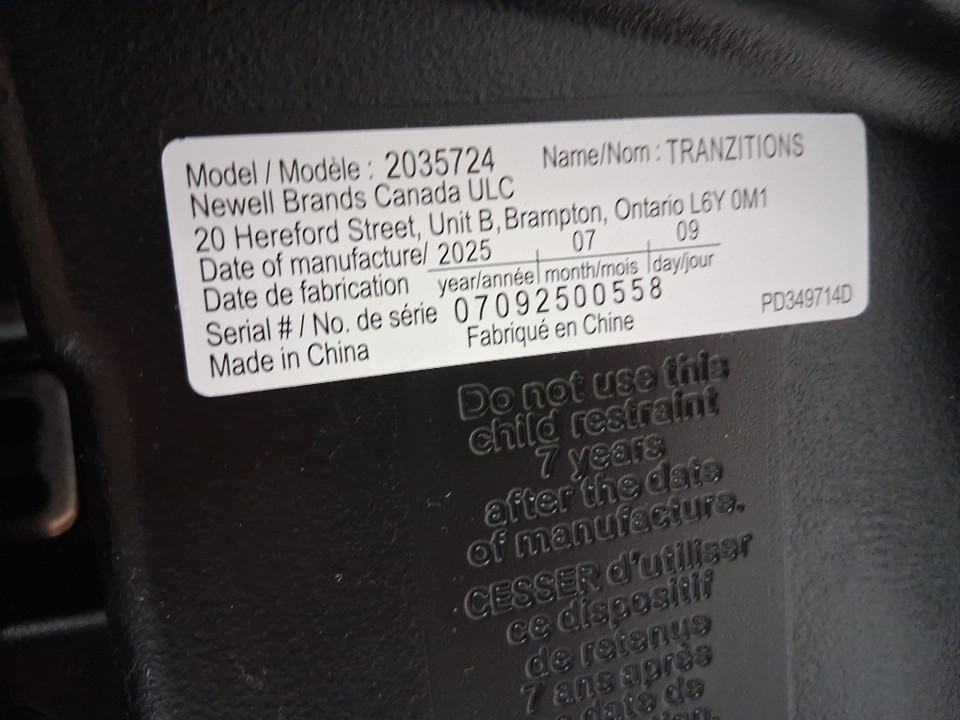 Model / Modèle : 2035724 Name/Nom : TRANZITIONS
Newell Brands Canada ULC
20 Hereford Street, Unit B, Brampton, Ontario L6Y 0M1
Date of manufacture/ 2025 07 09
Date de fabrication year/année month/mois day/jour
Serial # / No. de série 07092500558
Made in China Fabriqué en Chine PD349714D
Do not use this
child restraint
7 years
after the date
of manufacture.
CESSER d'utiliser
ce dispositif
de retenue
7 ans après
date de